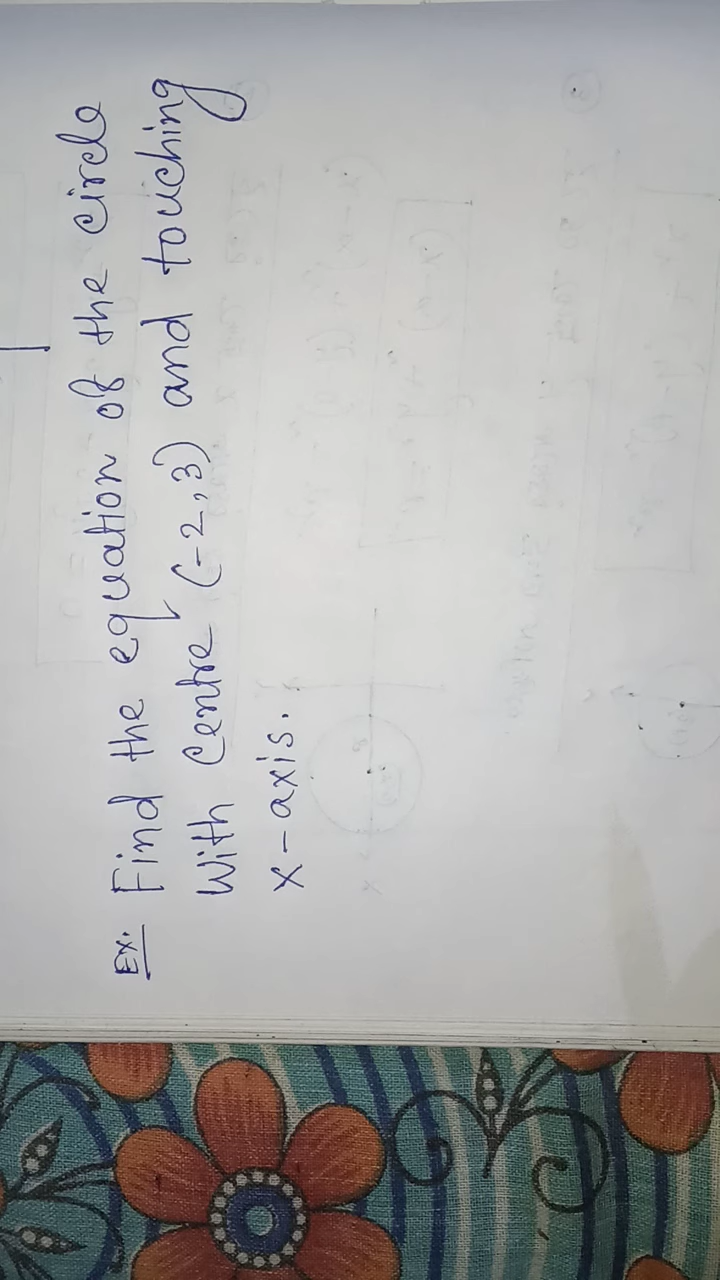 Ex. Find the equation of the circle
With Centre (-2,3) and touching
x-axis.